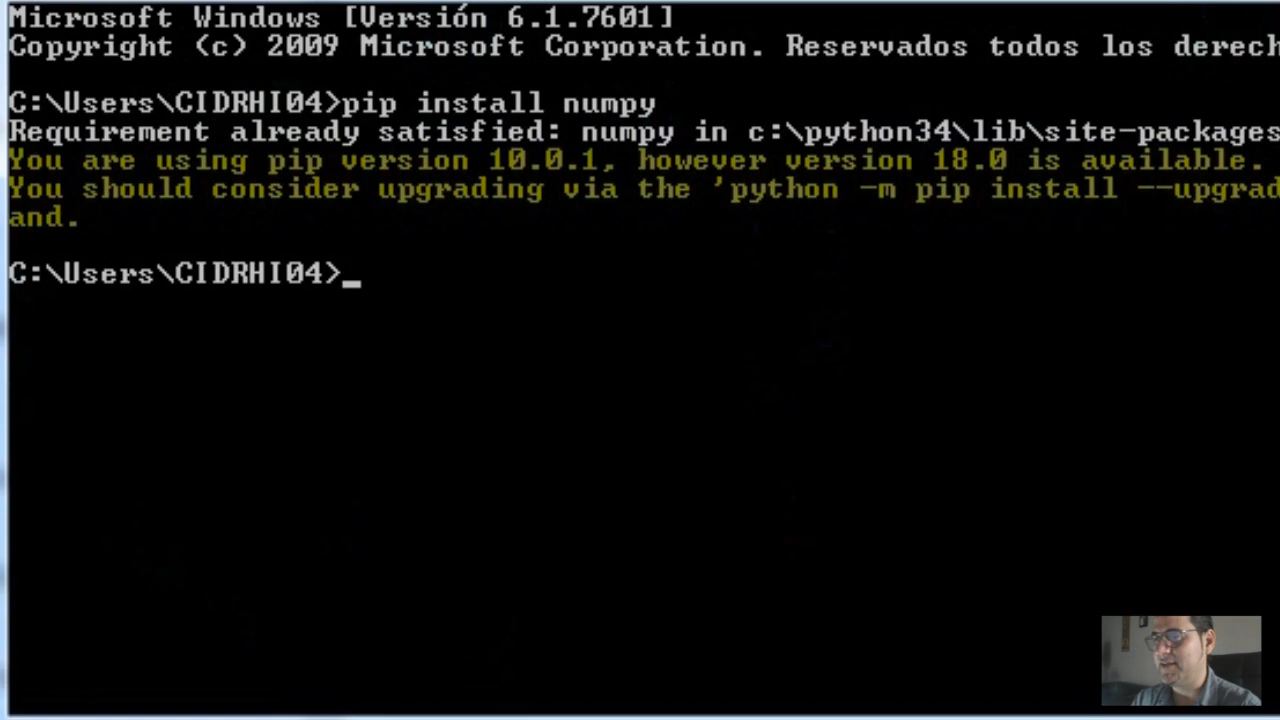 Microsoft Windows [Versión 6.1.7601]
Copyright (c) 2009 Microsoft Corporation. Reservados todos los derech
C:\Users\CIDRHI04>pip install numpy
Requirement already satisfied: numpy in c:\python34\lib\site-packages
You are using pip version 10.0.1, however version 18.0 is available.
You should consider upgrading via the 'python -m pip install --upgrad
and.
C:\Users\CIDRHI04>_